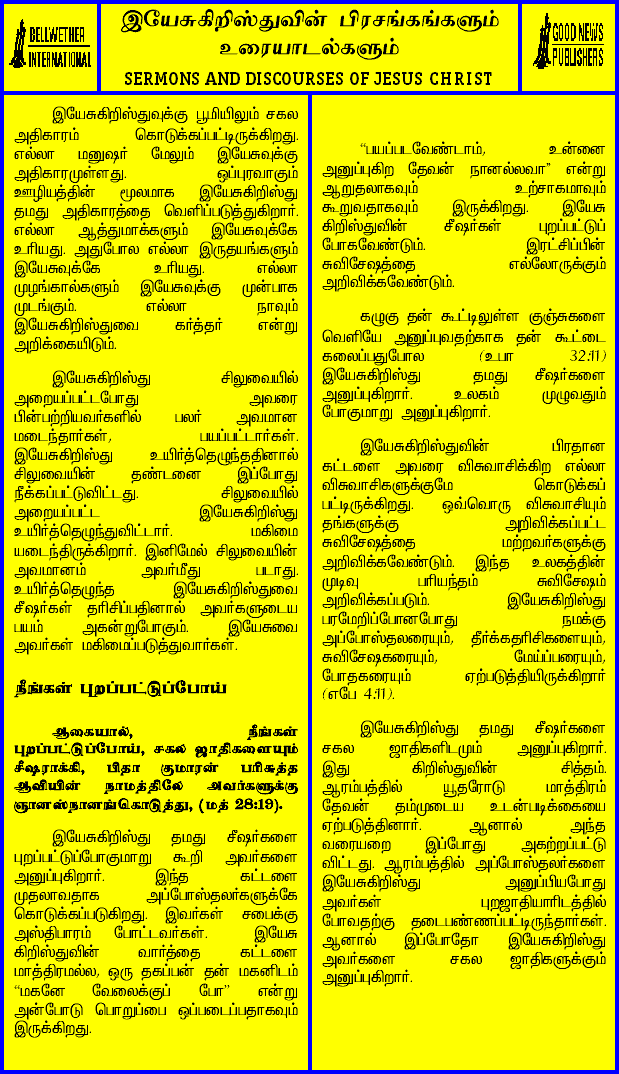 BELLWETHER
INTERNATIONAL
இயேசுகிறிஸ்துவின் பிரசங்கங்களும்
உரையாடல்களும்
SERMONS AND DISCOURSES OF JESUS CHRIST
GOOD NEWS
PUBLISHERS
இயேசுகிறிஸ்துவுக்கு பூமியிலும் சகல
அதிகாரம் கொடுக்கப்பட்டிருக்கிறது.
எல்லா மனுஷர் மேலும் இயேசுவுக்கு
அதிகாரமுள்ளது. ஒப்புரவாகும்
ஊழியத்தின் மூலமாக இயேசுகிறிஸ்து
தமது அதிகாரத்தை வெளிப்படுத்துகிறார்.
எல்லா ஆத்துமாக்களும் இயேசுவுக்கே
உரியது. அதுபோல எல்லா இருதயங்களும்
இயேசுவுக்கே உரியது. எல்லா
முழங்கால்களும் இயேசுவுக்கு முன்பாக
முடங்கும். எல்லா நாவும்
இயேசுகிறிஸ்துவை கர்த்தர் என்று
அறிக்கையிடும்.
இயேசுகிறிஸ்து சிலுவையில்
அறையப்பட்டபோது அவரை
பின்பற்றியவர்களில் பலர் அவமான
மடைந்தார்கள், பயப்பட்டார்கள்.
இயேசுகிறிஸ்து உயிர்த்தெழுந்ததினால்
சிலுவையின் தண்டனை இப்போது
நீக்கப்பட்டுவிட்டது. சிலுவையில்
அறையப்பட்ட இயேசுகிறிஸ்து
உயிர்த்தெழுந்துவிட்டார். மகிமை
யடைந்திருக்கிறார். இனிமேல் சிலுவையின்
அவமானம் அவர்மீது படாது.
உயிர்த்தெழுந்த இயேசுகிறிஸ்துவை
சீஷர்கள் தரிசிப்பதினால் அவர்களுடைய
பயம் அகன்றுபோகும். இயேசுவை
அவர்கள் மகிமைப்படுத்துவார்கள்.
நீங்கள் புறப்பட்டுப்போய்
ஆகையால், நீங்கள்
புறப்பட்டுப்போய், சகல ஜாதிகளையும்
சீஷராக்கி, பிதா குமாரன் பரிசுத்த
ஆவியின் நாமத்திலே அவர்களுக்கு
ஞானஸ்நானங்கொடுத்து, (மத் 28:19).
இயேசுகிறிஸ்து தமது சீஷர்களை
புறப்பட்டுப்போகுமாறு கூறி அவர்களை
அனுப்புகிறார். இந்த கட்டளை
முதலாவதாக அப்போஸ்தலர்களுக்கே
கொடுக்கப்படுகிறது. இவர்கள் சபைக்கு
அஸ்திபாரம் போட்டவர்கள். இயேசு
கிறிஸ்துவின் வார்த்தை கட்டளை
மாத்திரமல்ல, ஒரு தகப்பன் தன் மகனிடம்
“மகனே வேலைக்குப் போ” என்று
அன்போடு பொறுப்பை ஒப்படைப்பதாகவும்
இருக்கிறது.
“பயப்படவேண்டாம், உன்னை
அனுப்புகிற தேவன் நானல்லவா” என்று
ஆறுதலாகவும் உற்சாகமாவும்
கூறுவதாகவும் இருக்கிறது. இயேசு
கிறிஸ்துவின் சீஷர்கள் புறப்பட்டுப்
போகவேண்டும். இரட்சிப்பின்
சுவிசேஷத்தை எல்லோருக்கும்
அறிவிக்கவேண்டும்.
கழுகு தன் கூட்டிலுள்ள குஞ்சுகளை
வெளியே அனுப்புவதற்காக தன் கூட்டை
கலைப்பதுபோல (உபா 32:11)
இயேசுகிறிஸ்து தமது சீஷர்களை
அனுப்புகிறார். உலகம் முழுவதும்
போகுமாறு அனுப்புகிறார்.
இயேசுகிறிஸ்துவின் பிரதான
கட்டளை அவரை விசுவாசிக்கிற எல்லா
விசுவாசிகளுக்குமே கொடுக்கப்
பட்டிருக்கிறது. ஒவ்வொரு விசுவாசியும்
தங்களுக்கு அறிவிக்கப்பட்ட
சுவிசேஷத்தை மற்றவர்களுக்கு
அறிவிக்கவேண்டும். இந்த உலகத்தின்
முடிவு பரியந்தம் சுவிசேஷம்
அறிவிக்கப்படும். இயேசுகிறிஸ்து
பரமேறிப்போனபோது நமக்கு
அப்போஸ்தலரையும், தீர்க்கதரிசிகளையும்,
சுவிசேஷகரையும், மேய்ப்பரையும்,
போதகரையும் ஏற்படுத்தியிருக்கிறார்
(எபே 4:11).
இயேசுகிறிஸ்து தமது சீஷர்களை
சகல ஜாதிகளிடமும் அனுப்புகிறார்.
இது கிறிஸ்துவின் சித்தம்.
ஆரம்பத்தில் யூதரோடு மாத்திரம்
தேவன் தம்முடைய உடன்படிக்கையை
ஏற்படுத்தினார். ஆனால் அந்த
வரையறை இப்போது அகற்றப்பட்டு
விட்டது. ஆரம்பத்தில் அப்போஸ்தலர்களை
இயேசுகிறிஸ்து அனுப்பியபோது
அவர்கள் புறஜாதியாரிடத்தில்
போவதற்கு தடைபண்ணப்பட்டிருந்தார்கள்.
ஆனால் இப்போதோ இயேசுகிறிஸ்து
அவர்களை சகல ஜாதிகளுக்கும்
அனுப்புகிறார்.